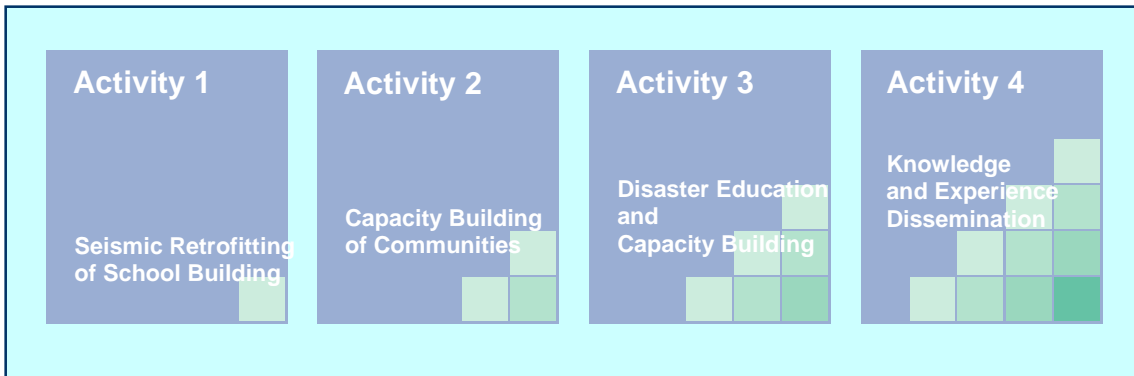 Activity 1
Seismic Retrofitting
of School Building
Activity 2
Capacity Building
of Communities
Activity 3
Disaster Education
and
Capacity Building
Activity 4
Knowledge
and Experience
Dissemination